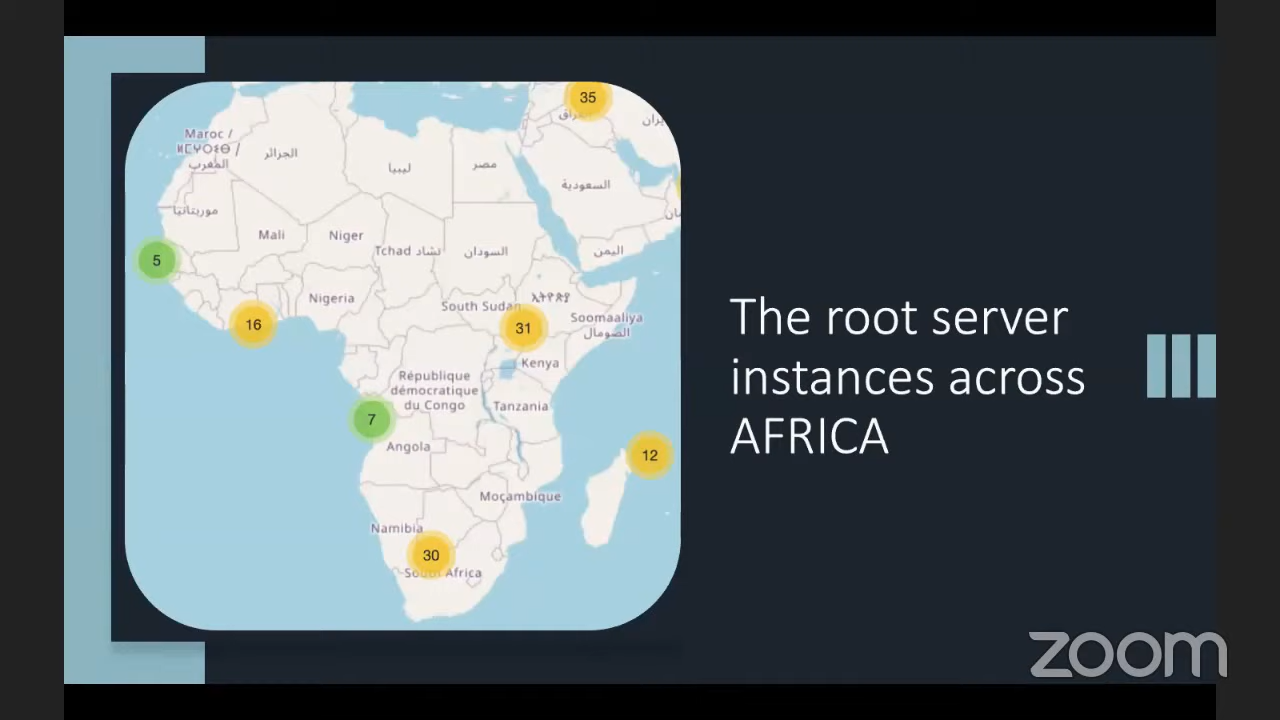 35
Maroc /
ⵍⵎⵖⵔⵉⴱ /
المغرب
الجزائر
ليبيا
مصر
السعودية
موريتانيا
Mali
Niger
Tchad تشاد
السودان
اليمن
5
Nigeria
South Sudan
ኢትዮጵያ
Soomaaliya
الصومال
16
31
Kenya
République
démocratique
du Congo
Tanzania
7
Angola
12
Moçambique
Namibia
30
South Africa
The root server
instances across
AFRICA
zoom